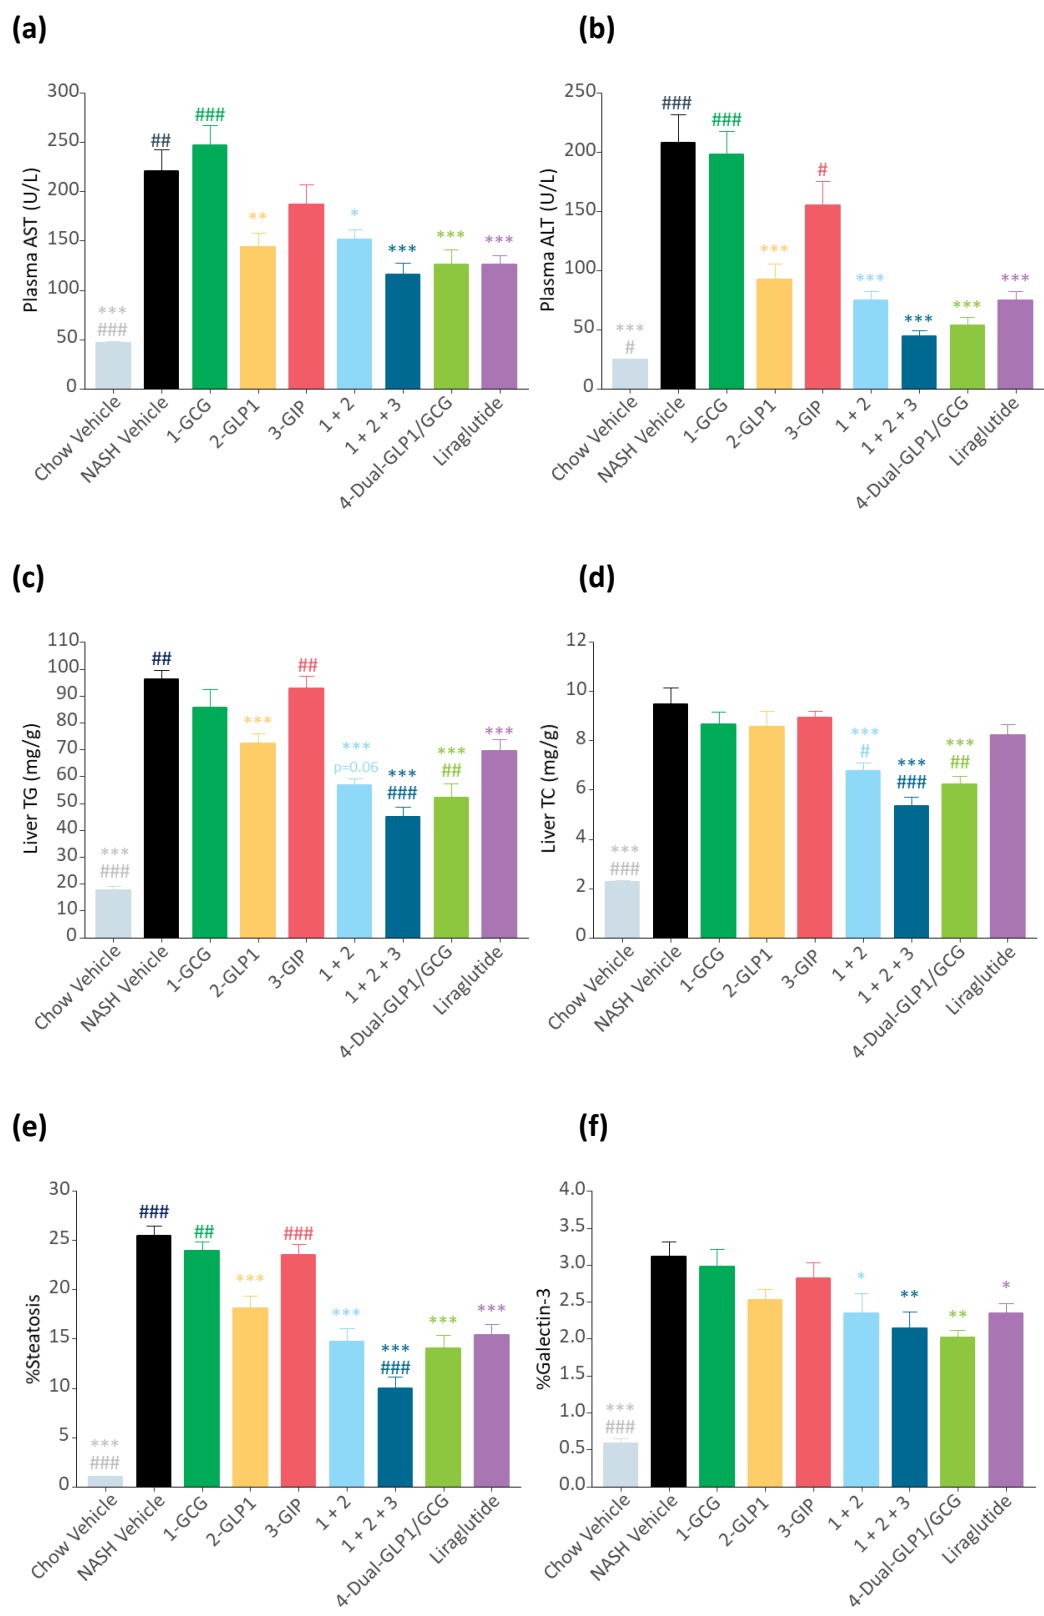 (a)
Plasma AST (U/L)
300
250
200
150
100
50
0
***
###
##
###
**
*
***
***
***
Chow Vehicle
NASH Vehicle
1-GCG
2-GLP1
3-GIP
1 + 2
1 + 2 + 3
4-Dual-GLP1/GCG
Liraglutide
(b)
Plasma ALT (U/L)
250
200
150
100
50
0
***
#
###
###
***
#
***
***
***
***
Chow Vehicle
NASH Vehicle
1-GCG
2-GLP1
3-GIP
1 + 2
1 + 2 + 3
4-Dual-GLP1/GCG
Liraglutide
(c)
Liver TG (mg/g)
110
100
90
80
70
60
50
40
30
20
10
0
***
###
##
***
##
***
p=0.06
***
###
***
##
***
Chow Vehicle
NASH Vehicle
1-GCG
2-GLP1
3-GIP
1 + 2
1 + 2 + 3
4-Dual-GLP1/GCG
Liraglutide
(d)
Liver TC (mg/g)
12
10
8
6
4
2
0
***
###
***
#
***
###
***
##
Chow Vehicle
NASH Vehicle
1-GCG
2-GLP1
3-GIP
1 + 2
1 + 2 + 3
4-Dual-GLP1/GCG
Liraglutide
(e)
%Steatosis
30
25
20
15
10
5
0
***
###
###
##
***
###
***
***
###
***
***
Chow Vehicle
NASH Vehicle
1-GCG
2-GLP1
3-GIP
1 + 2
1 + 2 + 3
4-Dual-GLP1/GCG
Liraglutide
(f)
%Galectin-3
4.0
3.5
3.0
2.5
2.0
1.5
1.0
0.5
0.0
***
###
*
**
**
*
Chow Vehicle
NASH Vehicle
1-GCG
2-GLP1
3-GIP
1 + 2
1 + 2 + 3
4-Dual-GLP1/GCG
Liraglutide